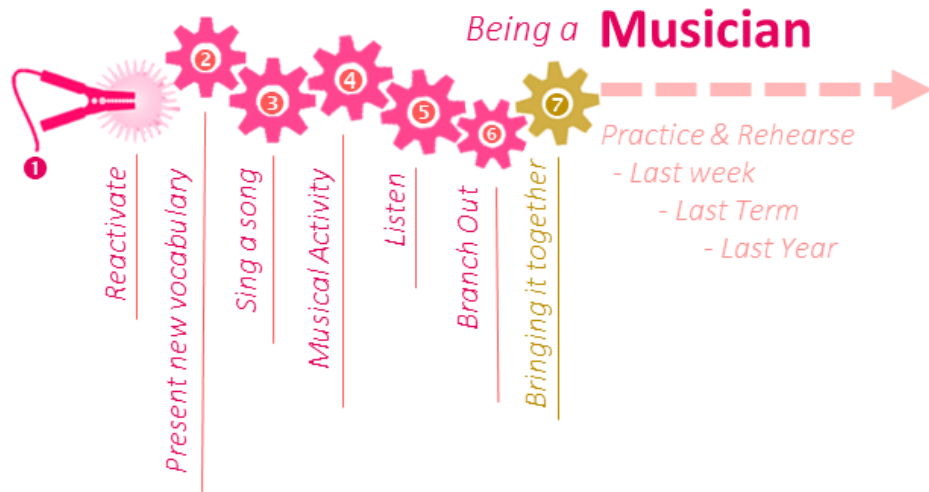 Being a Musician
1
Reactivate
2
Present new vocabulary
3
Sing a song
4
Musical Activity
5
Listen
6
Branch Out
7
Bringing it together
Practice & Rehearse
- Last week
- Last Term
- Last Year